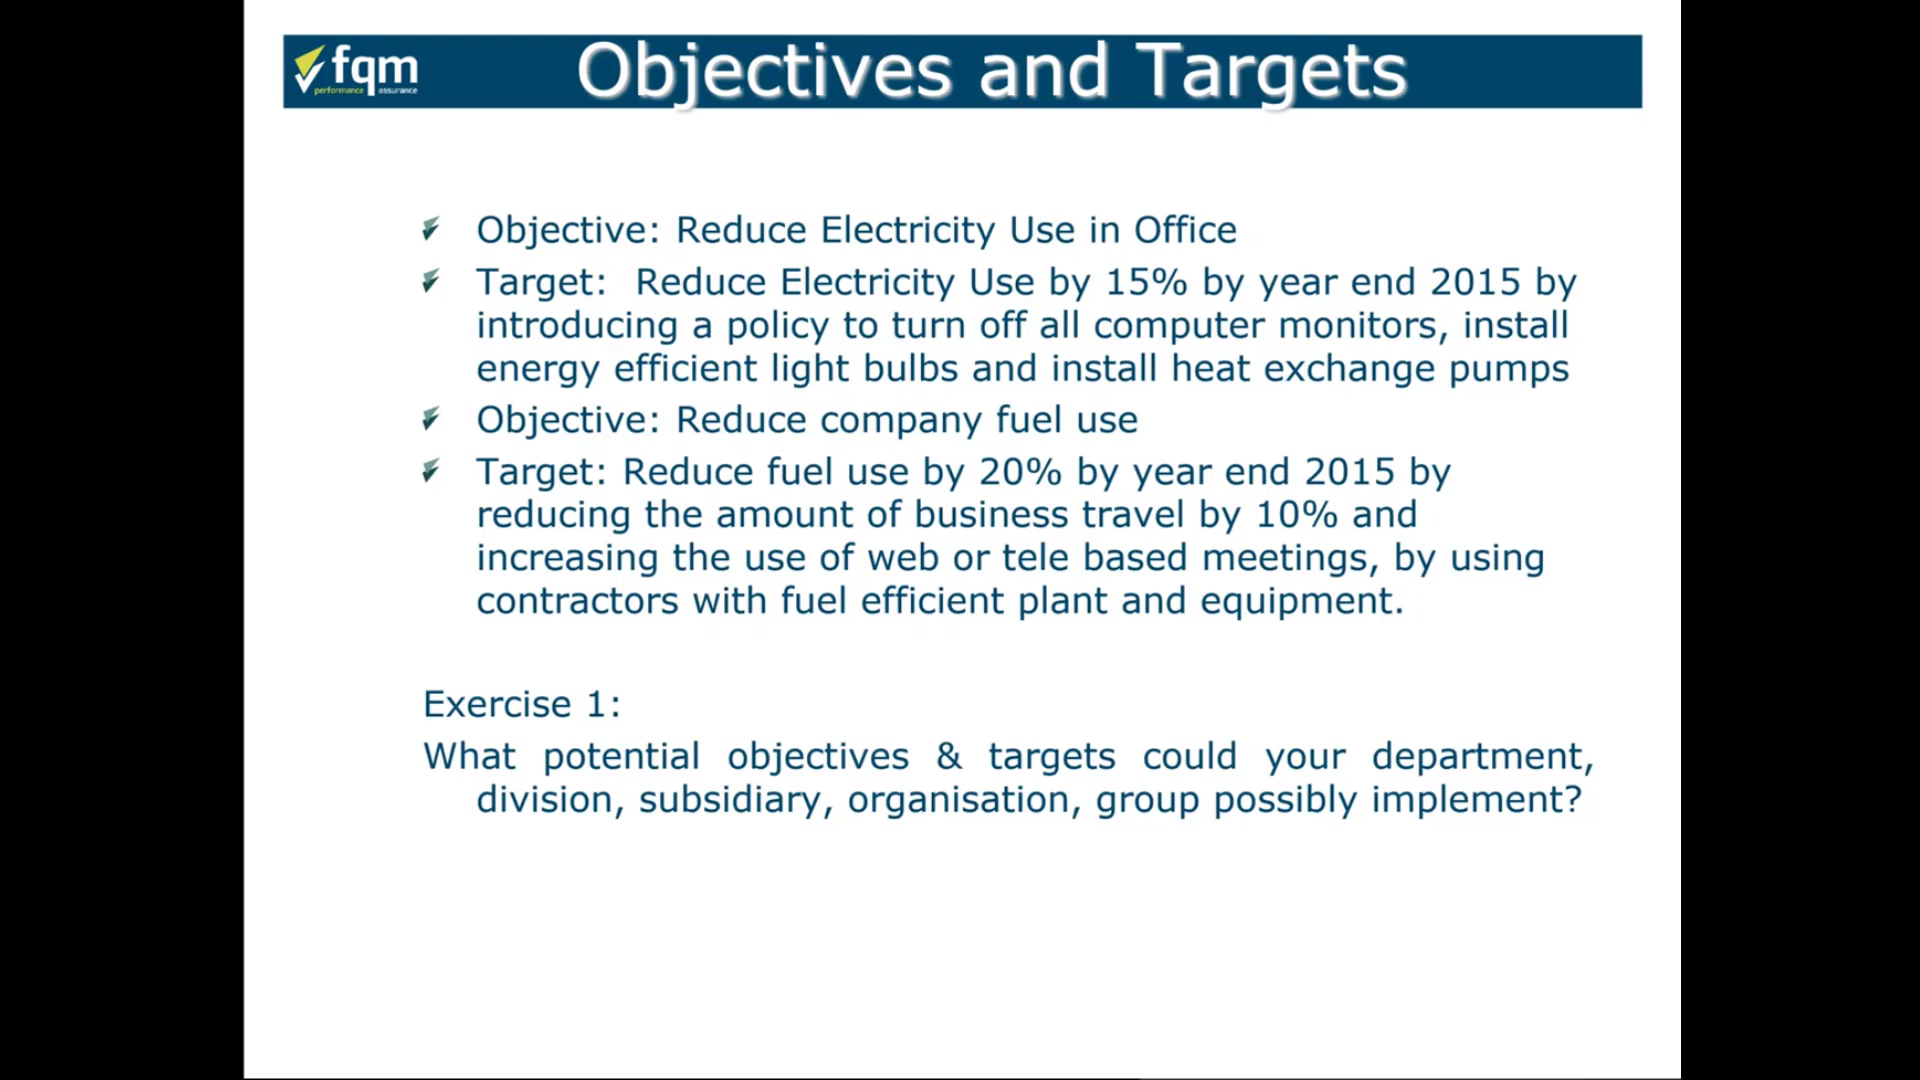 fqm
performance assurance
Objectives and Targets
Objective: Reduce Electricity Use in Office
Target:  Reduce Electricity Use by 15% by year end 2015 by
introducing a policy to turn off all computer monitors, install
energy efficient light bulbs and install heat exchange pumps
Objective: Reduce company fuel use
Target: Reduce fuel use by 20% by year end 2015 by
reducing the amount of business travel by 10% and
increasing the use of web or tele based meetings, by using
contractors with fuel efficient plant and equipment.
Exercise 1:
What potential objectives & targets could your department,
division, subsidiary, organisation, group possibly implement?